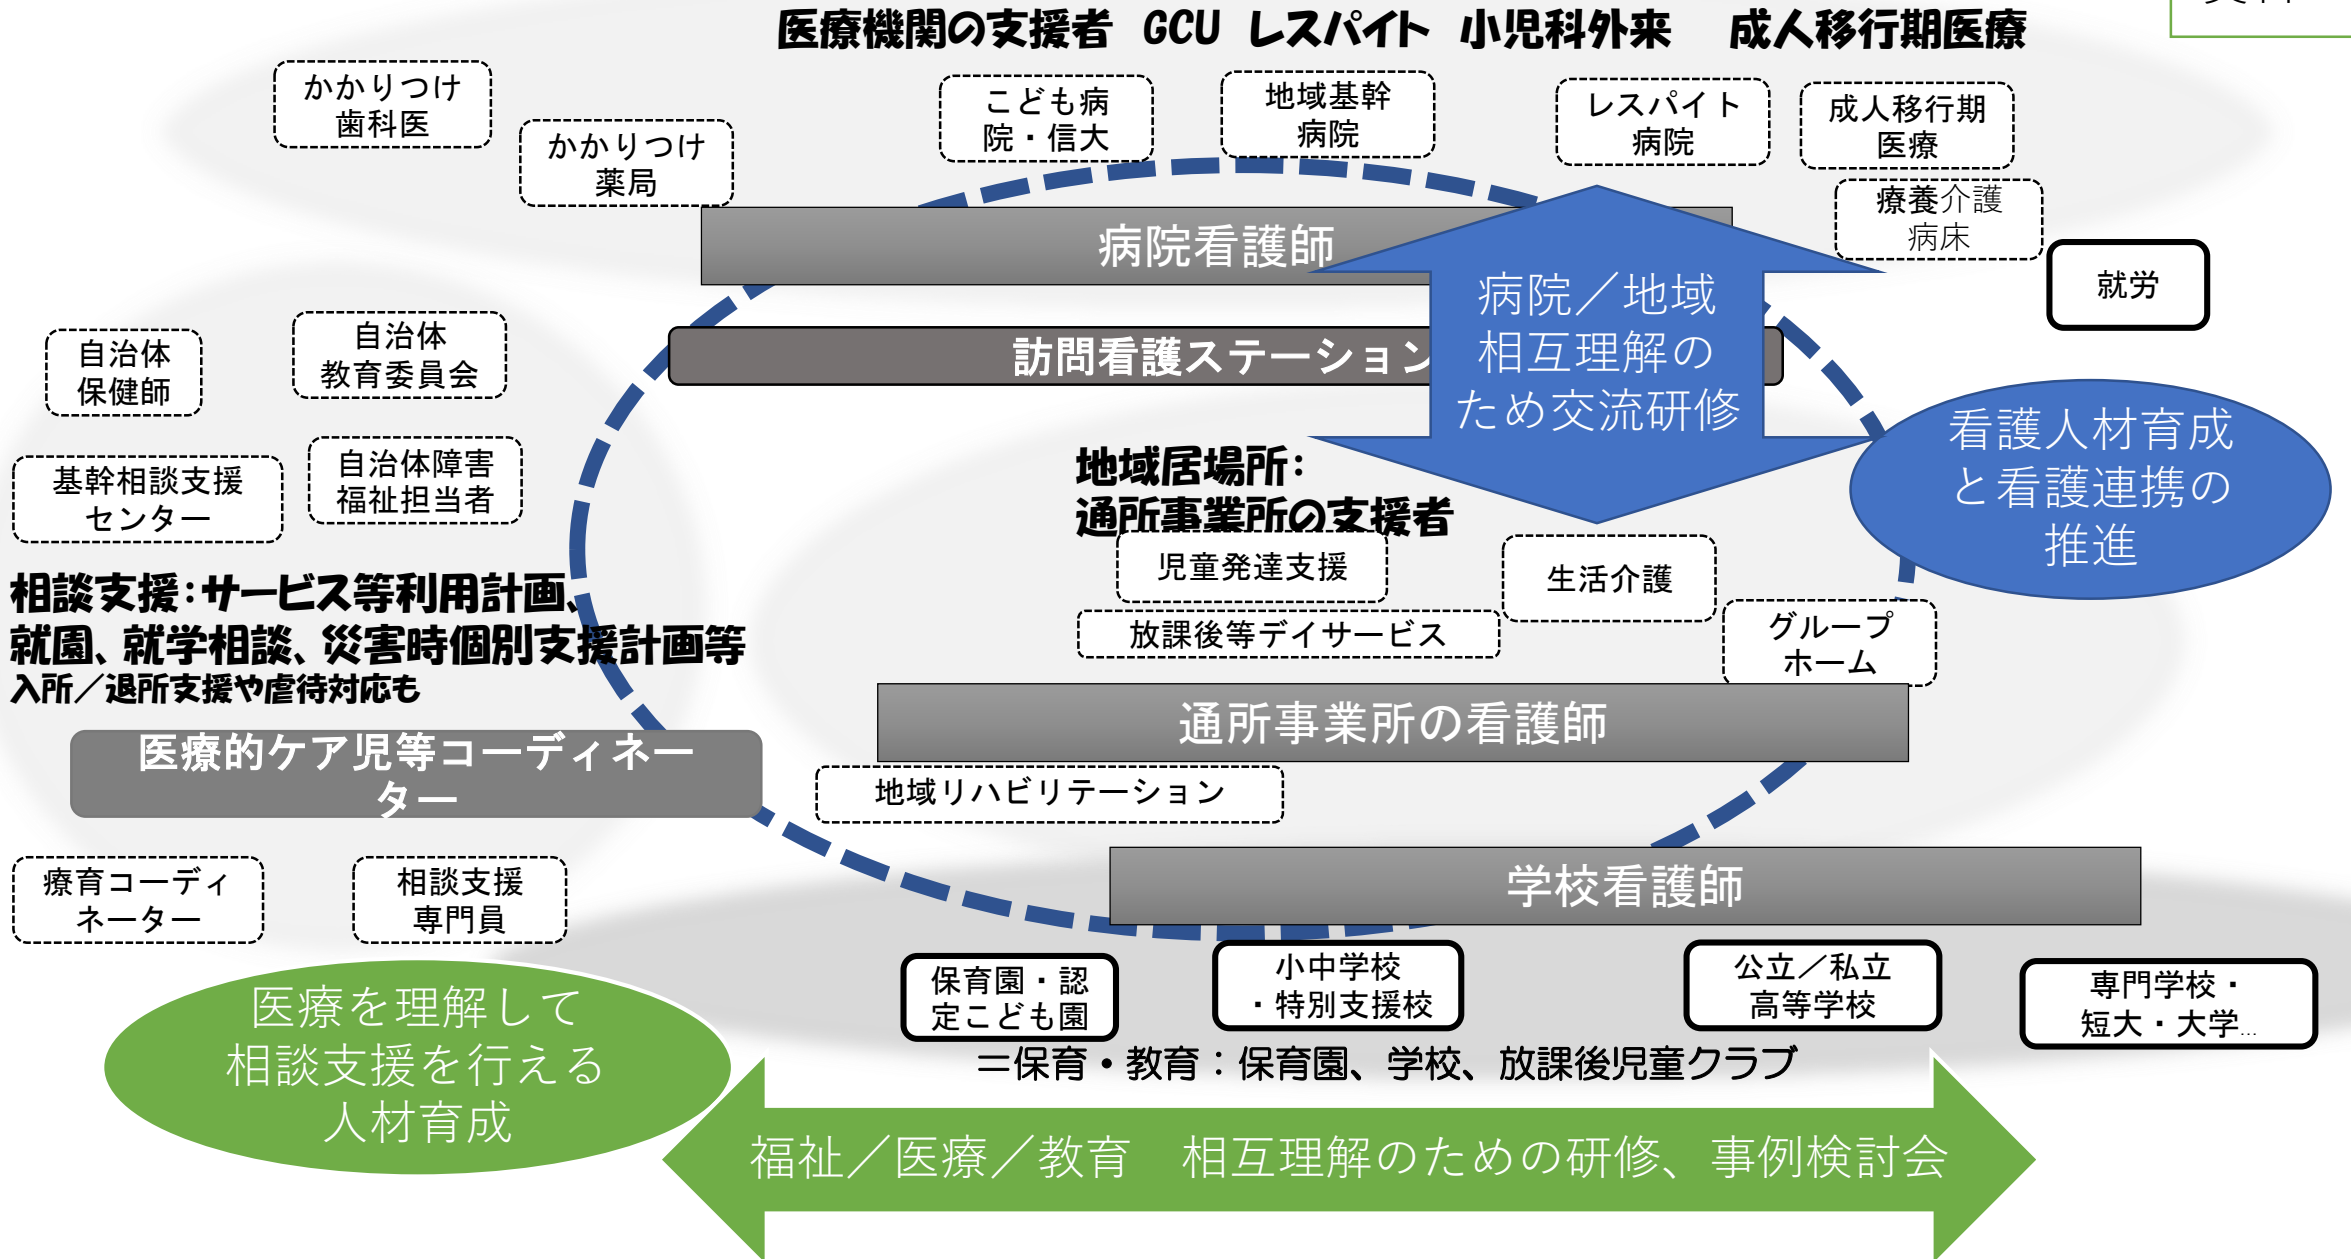 医療機関の支援者　GCU　レスパイト　小児科外来　成人移行期医療
かかりつけ
歯科医
かかりつけ
薬局
こども病
院・信大
地域基幹
病院
レスパイト
病院
成人移行期
医療
療養介護
病床
就労
病院看護師
訪問看護ステーション
病院／地域
相互理解の
ため交流研修
看護人材育成
と看護連携の
推進
自治体
保健師
自治体
教育委員会
基幹相談支援
センター
自治体障害
福祉担当者
地域居場所：
通所事業所の支援者
児童発達支援
生活介護
放課後等デイサービス
グループ
ホーム
相談支援：サービス等利用計画、
就園、就学相談、災害時個別支援計画等
入所／退所支援や虐待対応も
通所事業所の看護師
医療的ケア児等コーディネー
ター
地域リハビリテーション
学校看護師
療育コーディ
ネーター
相談支援
専門員
保育園・認
定こども園
小中学校
・特別支援校
公立／私立
高等学校
専門学校・
短大・大学…
＝保育・教育：保育園、学校、放課後児童クラブ
医療を理解して
相談支援を行える
人材育成
福祉／医療／教育　相互理解のための研修、事例検討会